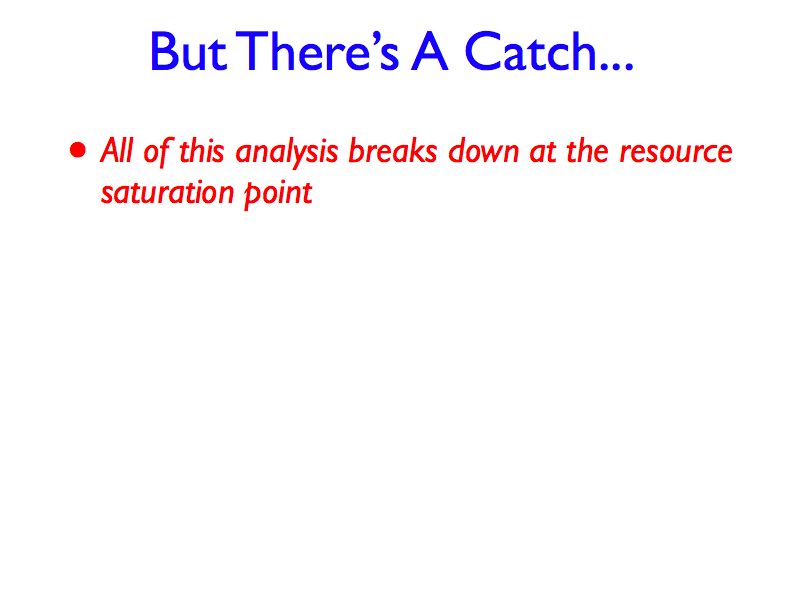 But There’s A Catch...
• All of this analysis breaks down at the resource
saturation point